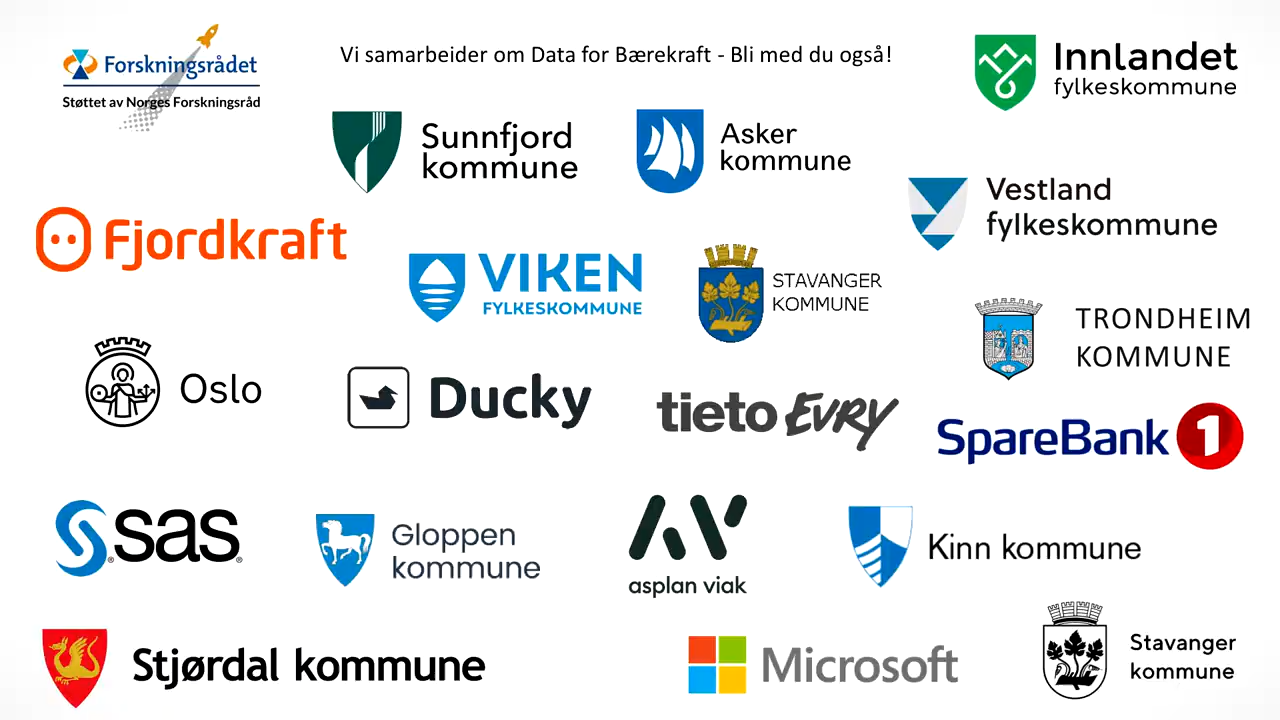 Forskningsrådet
Støttet av Norges Forskningsråd
Vi samarbeider om Data for Bærekraft - Bli med du også!
Innlandet
fylkeskommune
Sunnfjord
kommune
Asker
kommune
Vestland
fylkeskommune
Fjordkraft
VIKEN
FYLKESKOMMUNE
STAVANGER
KOMMUNE
TRONDHEIM
KOMMUNE
Oslo
Ducky
tieto EVRY
SpareBank 1
sas
Gloppen
kommune
asplan viak
Kinn kommune
Stjørdal kommune
Microsoft
Stavanger
kommune